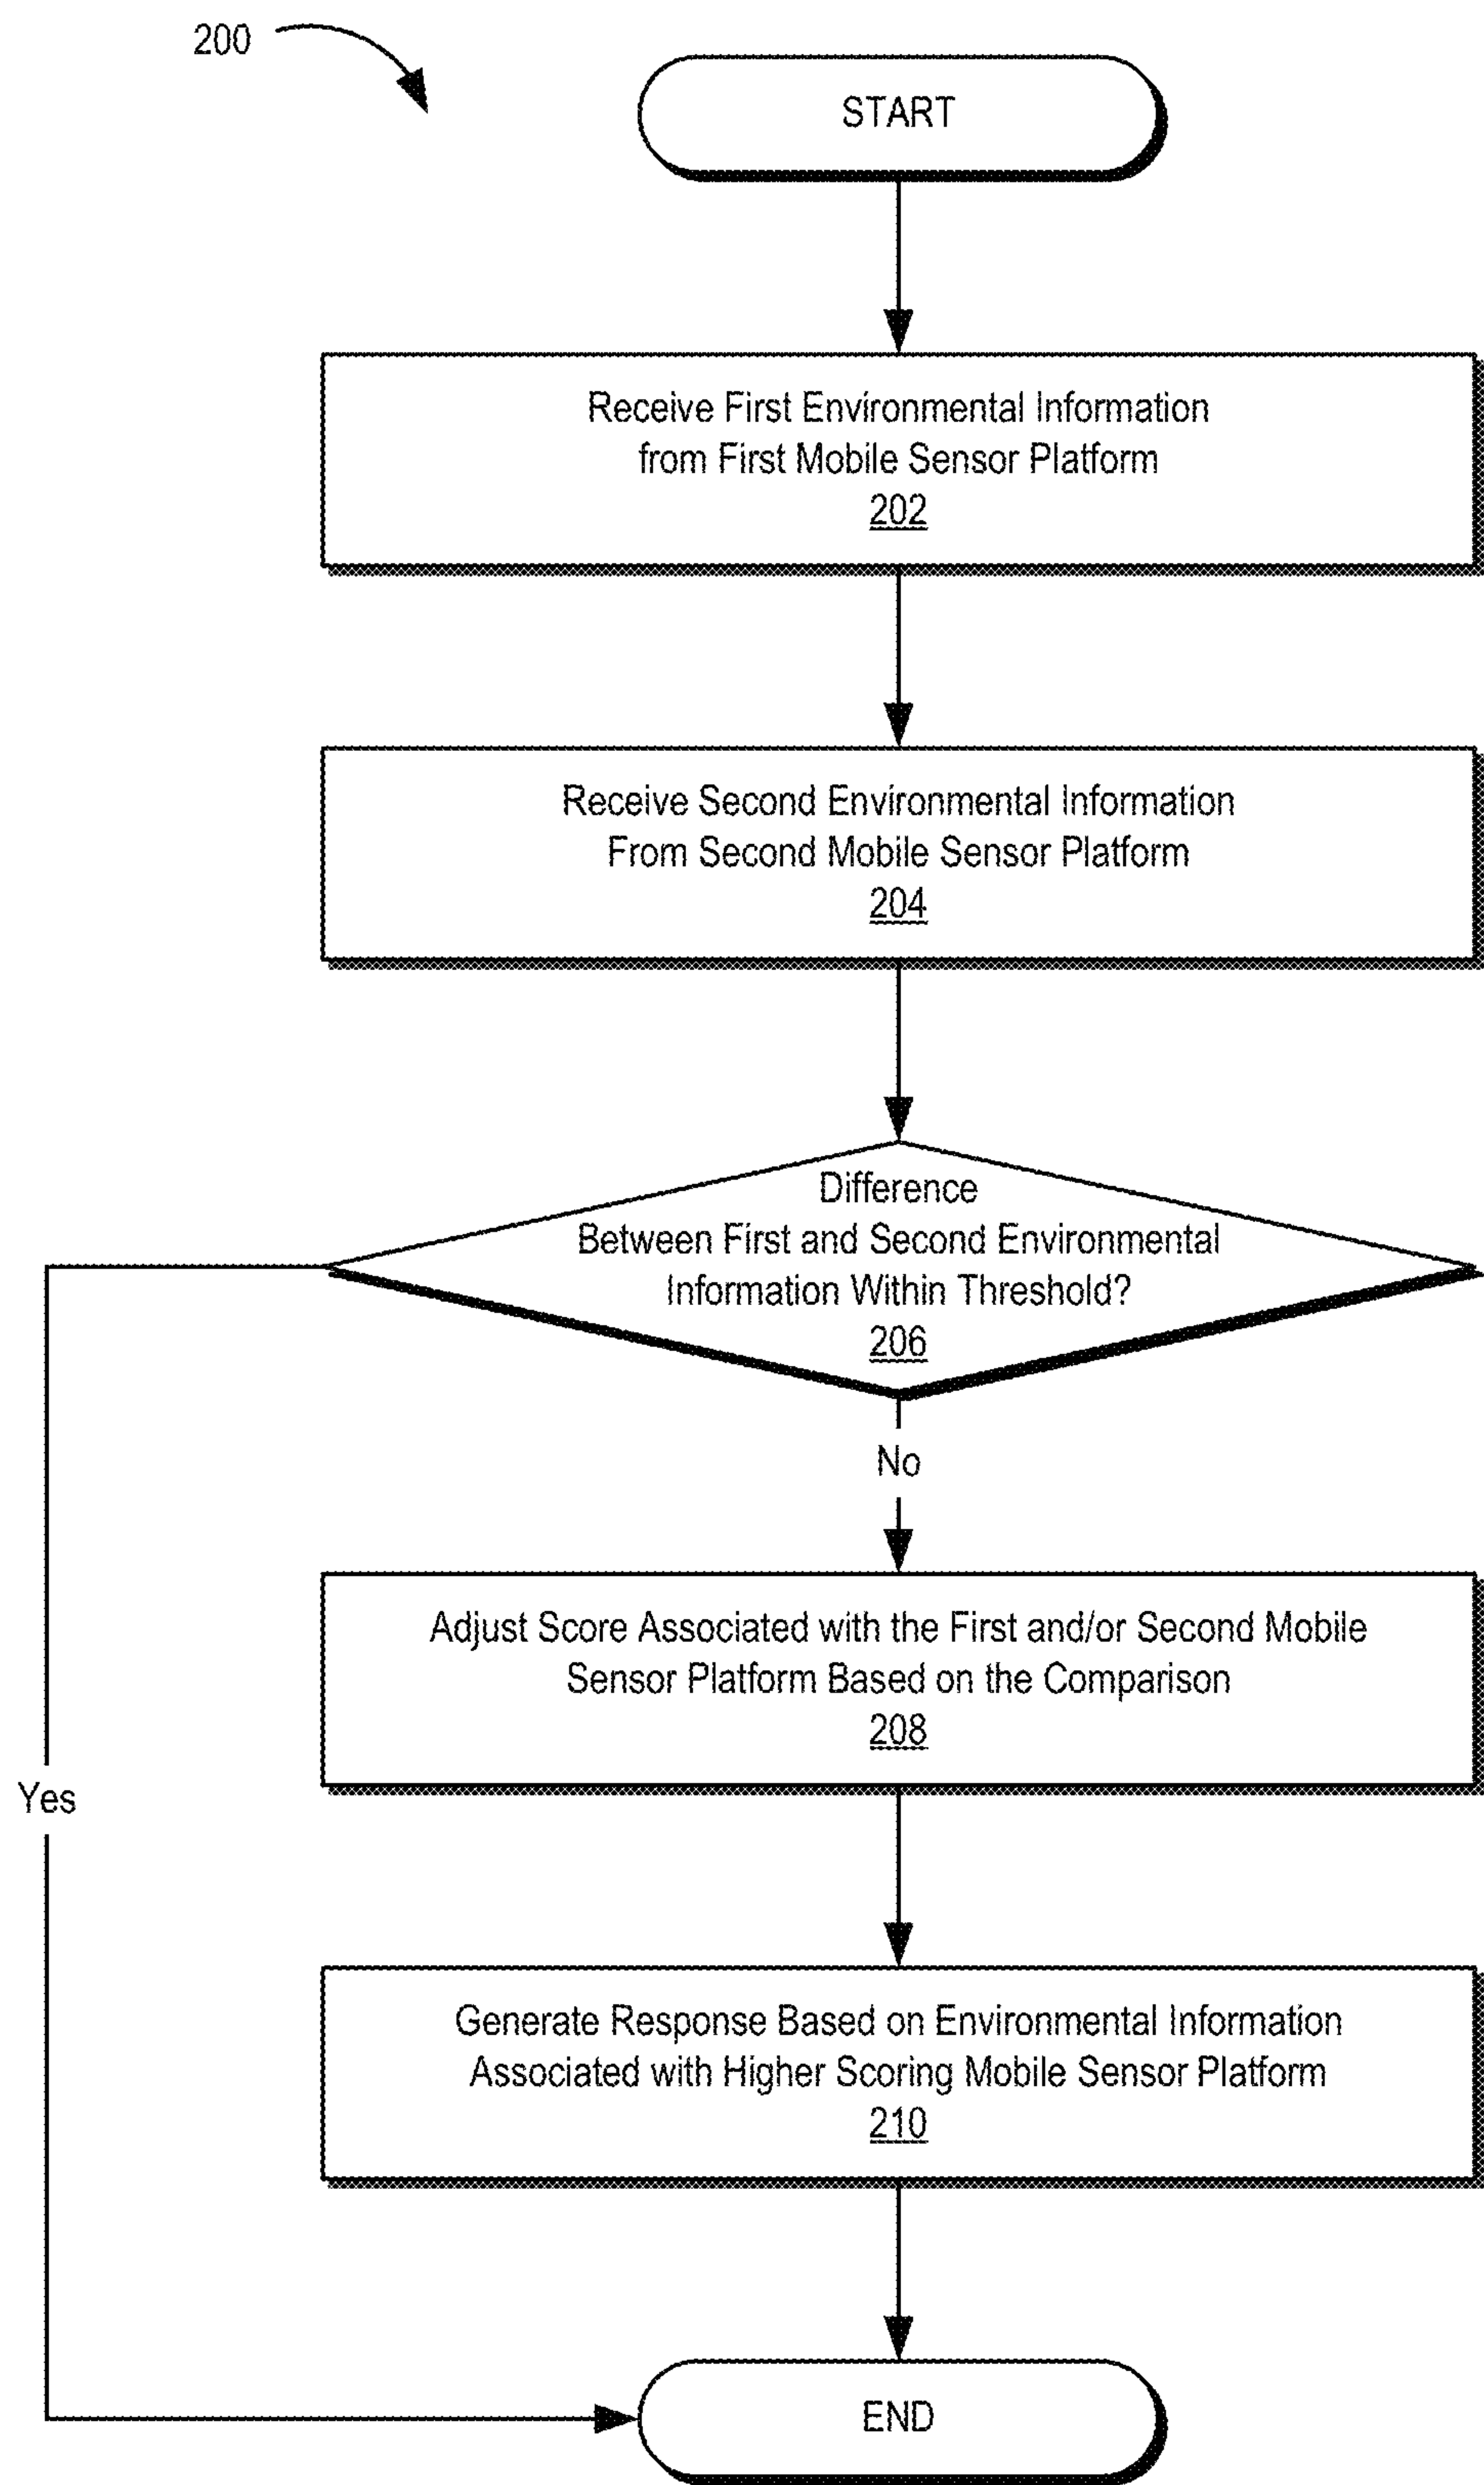 200
START
Receive First Environmental Information
from First Mobile Sensor Platform
202
Receive Second Environmental Information
From Second Mobile Sensor Platform
204
Difference
Between First and Second Environmental
Information Within Threshold?
206
No
Adjust Score Associated with the First and/or Second Mobile
Sensor Platform Based on the Comparison
208
Yes
Generate Response Based on Environmental Information
Associated with Higher Scoring Mobile Sensor Platform
210
END